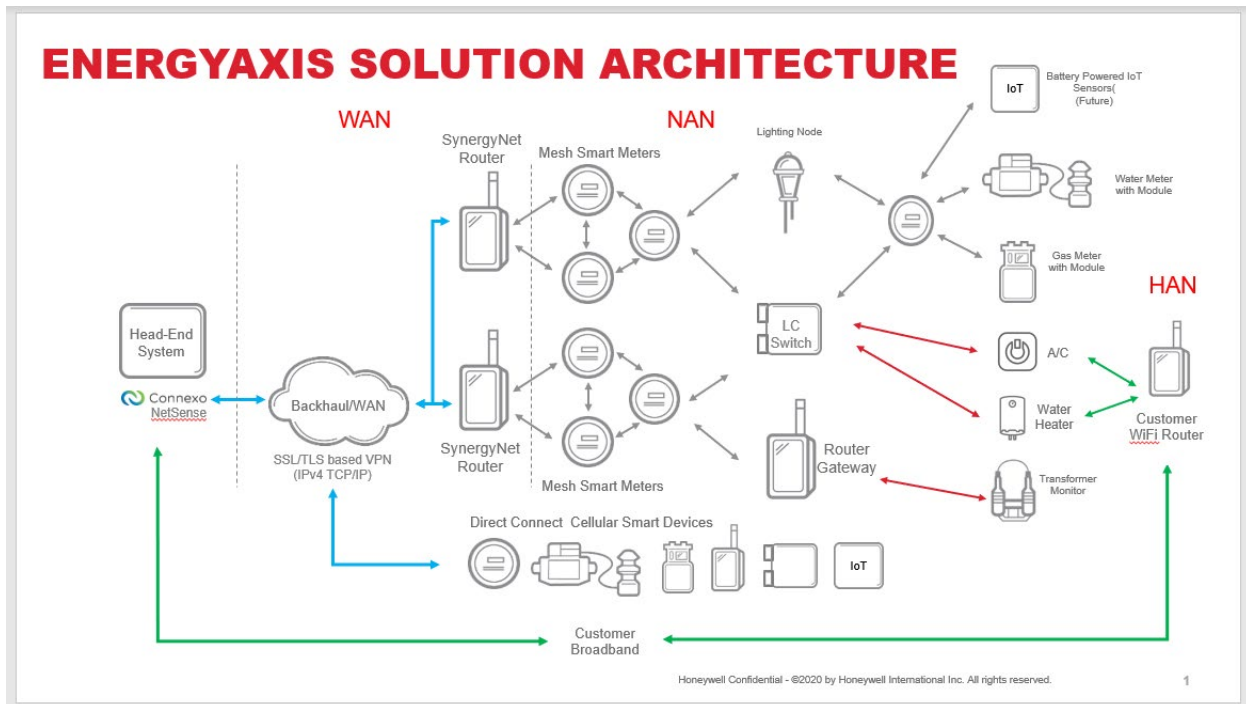 ENERGYAXIS SOLUTION ARCHITECTURE
WAN
NAN
HAN
SynergyNet
Router
Mesh Smart Meters
Lighting Node
IoT
Battery Powered IoT
Sensors(
(Future)
Water Meter
with Module
Gas Meter
with Module
Head-End
System
Connexo
NetSense
Backhaul/WAN
SSL/TLS based VPN
(IPv4 TCP/IP)
SynergyNet
Router
Mesh Smart Meters
LC
Switch
Router
Gateway
A/C
Water
Heater
Transformer
Monitor
Customer
WiFi Router
Direct Connect Cellular Smart Devices
IoT
Customer
Broadband
Honeywell Confidential - ©2020 by Honeywell International Inc. All rights reserved.
1